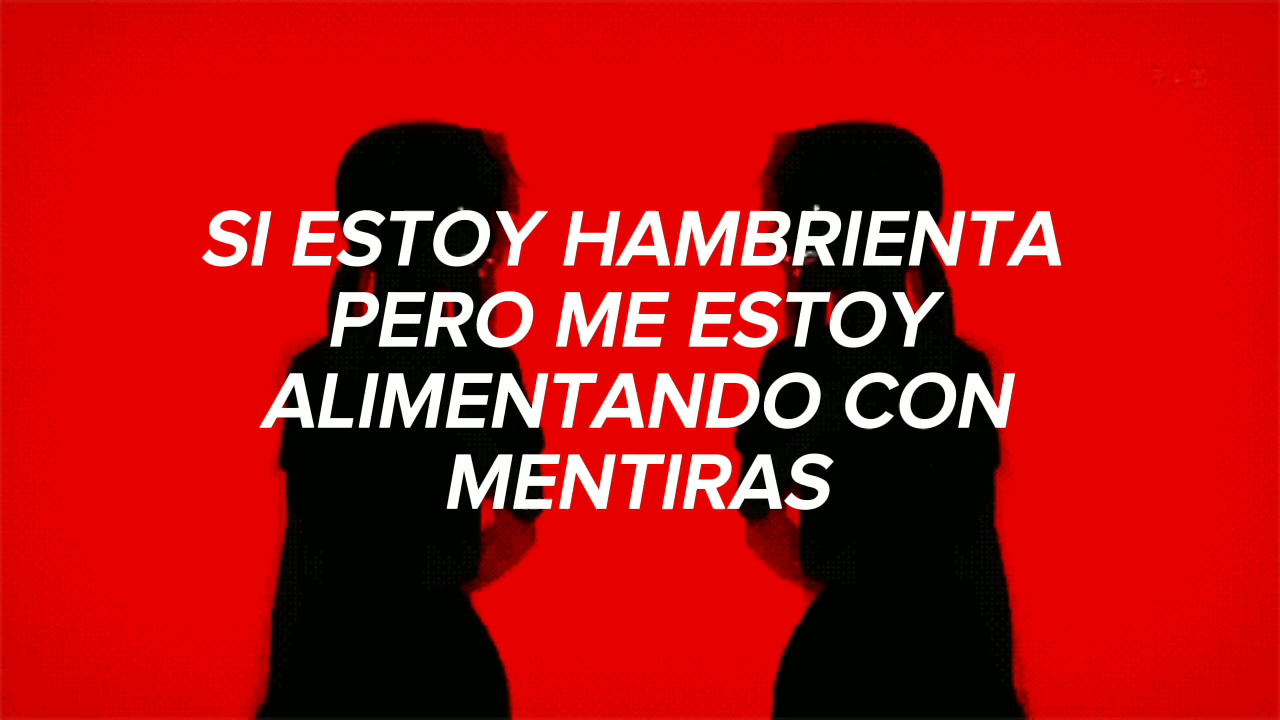 SI ESTOY HAMBRIENTA
PERO ME ESTOY
ALIMENTANDO CON
MENTIRAS